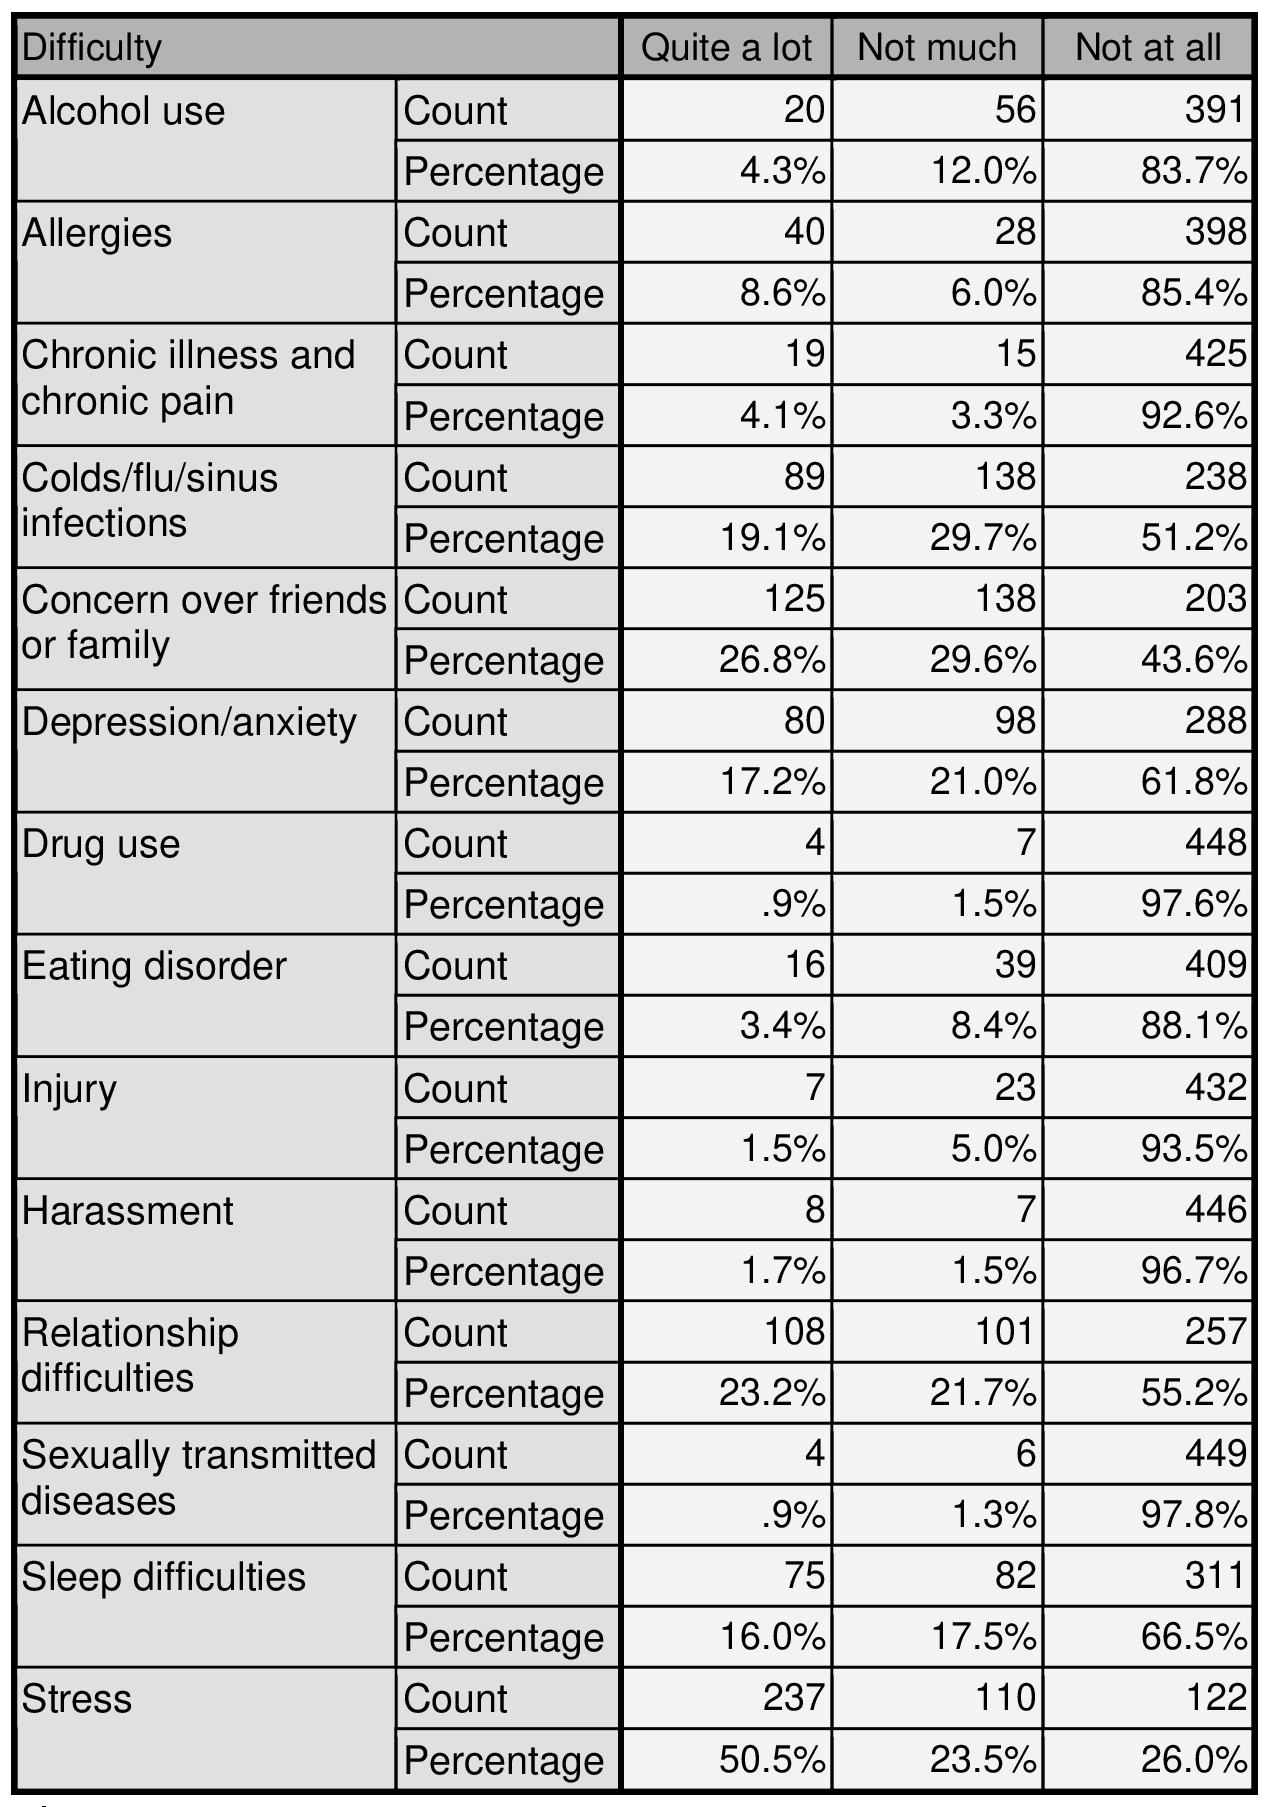 Difficulty Quite a lot Not much Not at all
Alcohol use Count 20 56 391
Percentage 4.3% 12.0% 83.7%
Allergies Count 40 28 398
Percentage 8.6% 6.0% 85.4%
Chronic illness and Count 19 15 425
chronic pain Percentage 4.1% 3.3% 92.6%
Colds/flu/sinus Count 89 138 238
infections Percentage 19.1% 29.7% 51.2%
Concern over friends Count 125 138 203
or family Percentage 26.8% 29.6% 43.6%
Depression/anxiety Count 80 98 288
Percentage 17.2% 21.0% 61.8%
Drug use Count 4 7 448
Percentage .9% 1.5% 97.6%
Eating disorder Count 16 39 409
Percentage 3.4% 8.4% 88.1%
Injury Count 7 23 432
Percentage 1.5% 5.0% 93.5%
Harassment Count 8 7 446
Percentage 1.7% 1.5% 96.7%
Relationship Count 108 101 257
difficulties Percentage 23.2% 21.7% 55.2%
Sexually transmitted Count 4 6 449
diseases Percentage .9% 1.3% 97.8%
Sleep difficulties Count 75 82 311
Percentage 16.0% 17.5% 66.5%
Stress Count 237 110 122
Percentage 50.5% 23.5% 26.0%